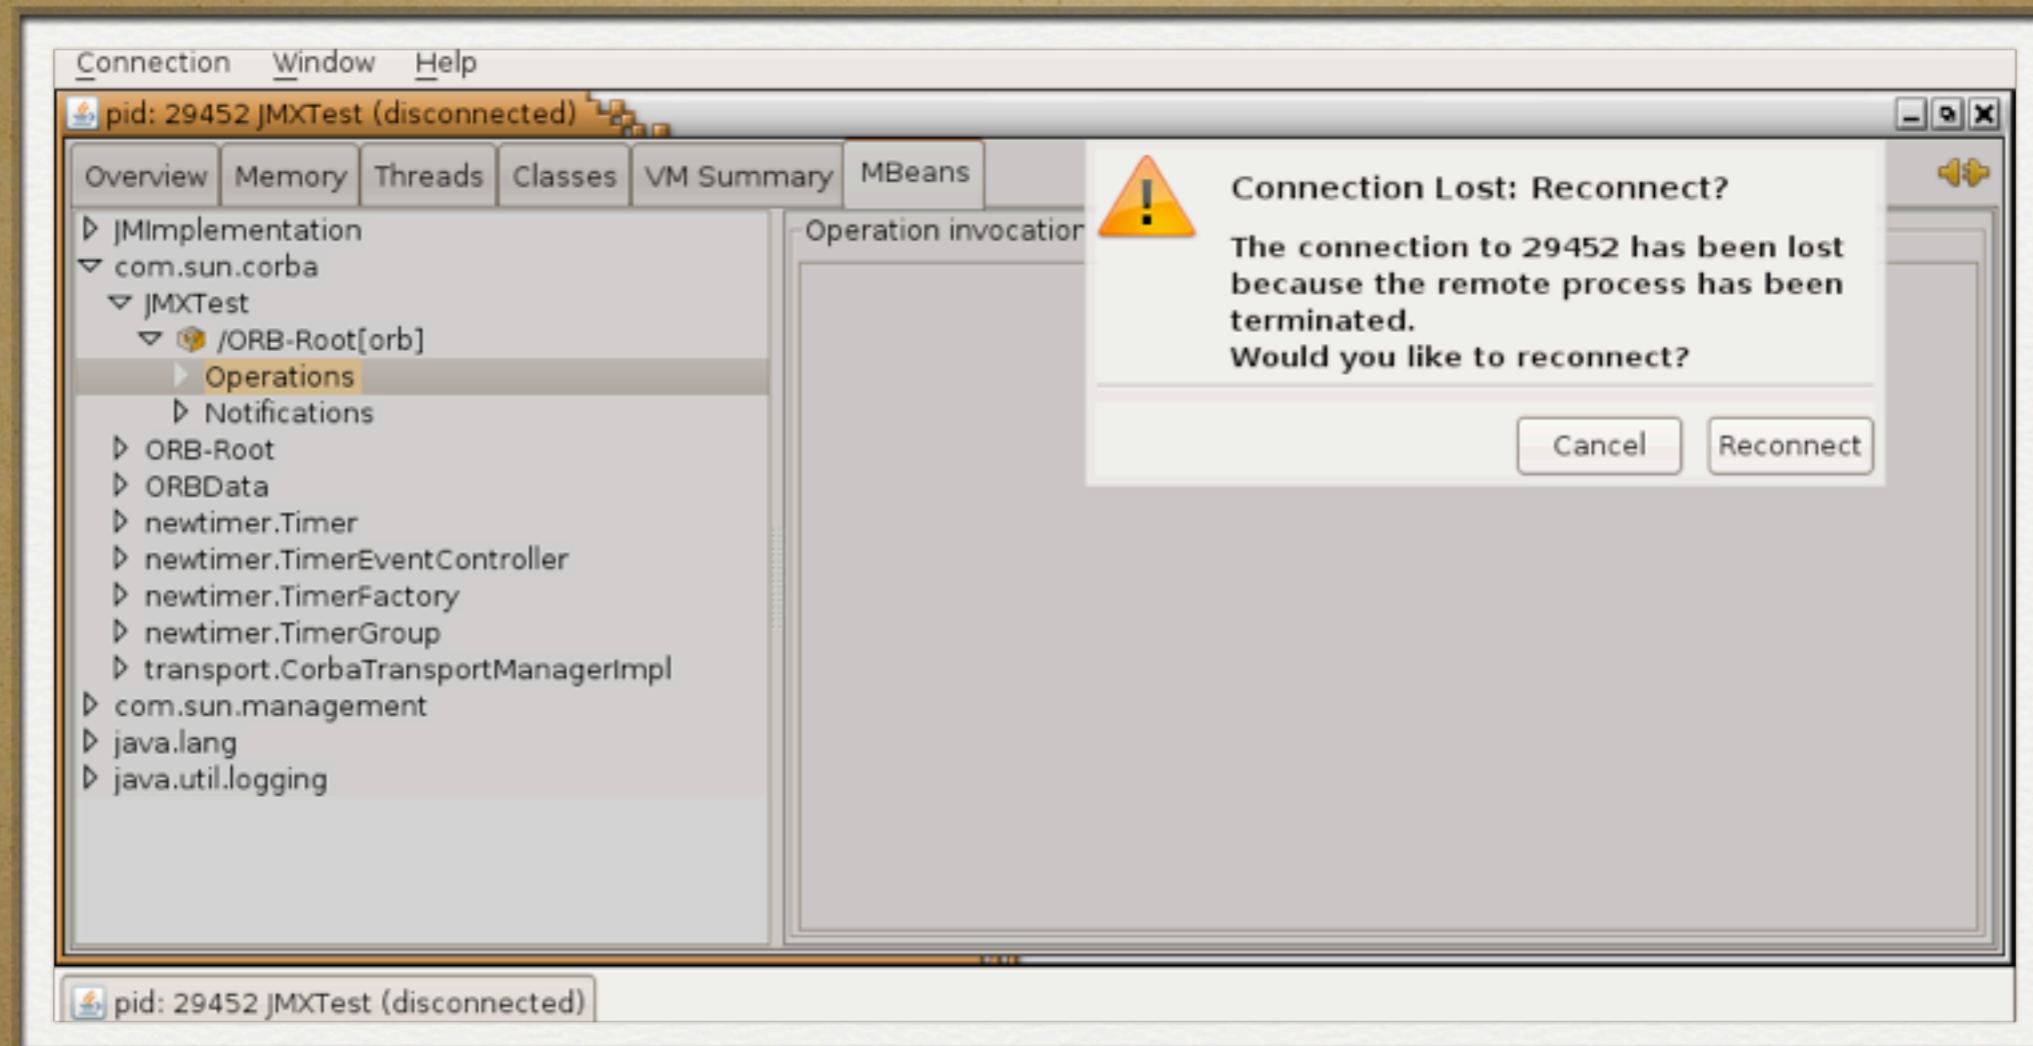 Connection Window Help
pid: 29452 JMXTest (disconnected)
Overview Memory Threads Classes VM Summary MBeans
JMImplementation
com.sun.corba
JMXTest
/ORB-Root[orb]
Operations
Notifications
ORB-Root
ORBData
newtimer.Timer
newtimer.TimerEventController
newtimer.TimerFactory
newtimer.TimerGroup
transport.CorbaTransportManagerImpl
com.sun.management
java.lang
java.util.logging
Operation invocation
Connection Lost: Reconnect?
The connection to 29452 has been lost
because the remote process has been
terminated.
Would you like to reconnect?
Cancel Reconnect
pid: 29452 JMXTest (disconnected)